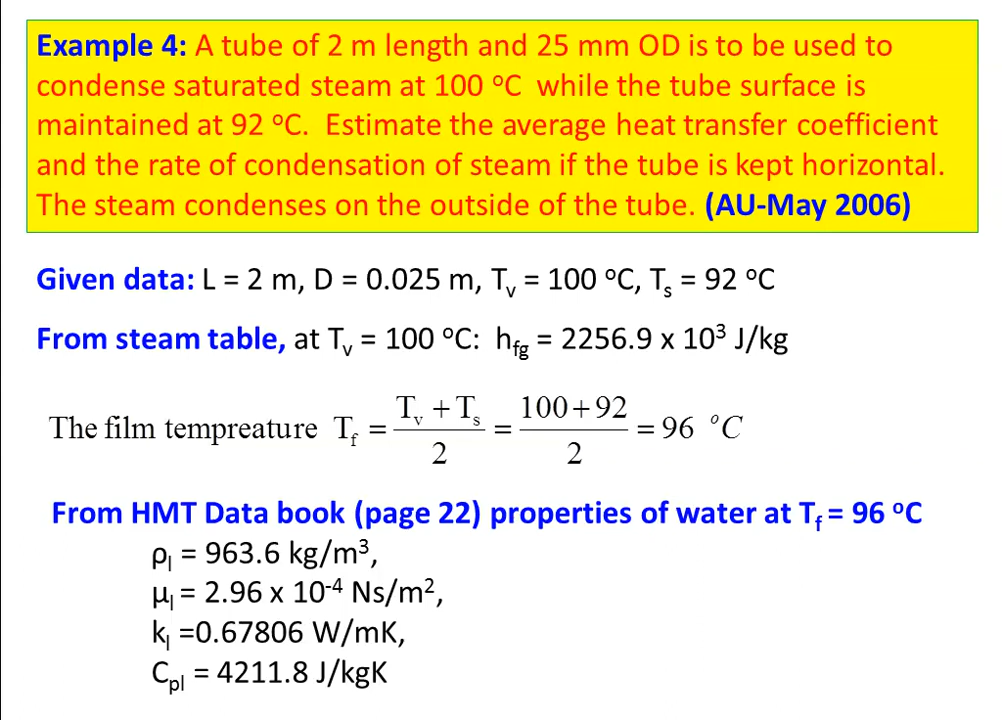 Example 4: A tube of 2 m length and 25 mm OD is to be used to
condense saturated steam at 100 °C while the tube surface is
maintained at 92 °C. Estimate the average heat transfer coefficient
and the rate of condensation of steam if the tube is kept horizontal.
The steam condenses on the outside of the tube. (AU-May 2006)
Given data: L = 2 m, D = 0.025 m, Tᵥ = 100 °C, Tₛ = 92 °C
From steam table, at Tᵥ = 100 °C: h_fg = 2256.9 x 10³ J/kg
The film tempreature T_f = (Tᵥ + Tₛ)/2 = (100 + 92)/2 = 96 °C
From HMT Data book (page 22) properties of water at T_f = 96 °C
ρₗ = 963.6 kg/m³,
μₗ = 2.96 x 10⁻⁴ Ns/m²,
kₗ =0.67806 W/mK,
C_pl = 4211.8 J/kgK